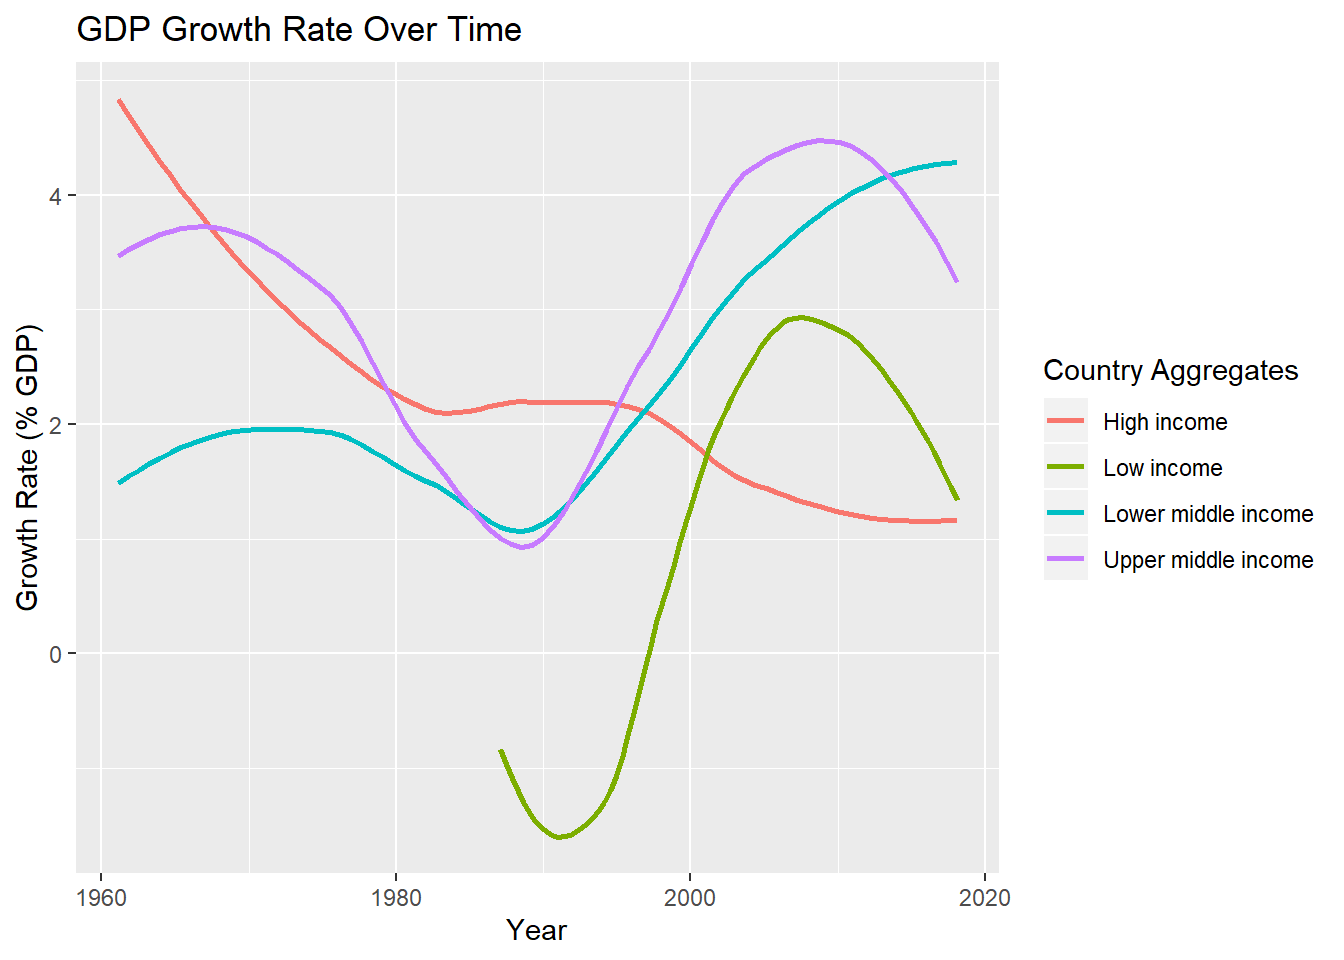 GDP Growth Rate Over Time
Growth Rate (% GDP)
4
2
0
1960
1980
2000
2020
Year
Country Aggregates
High income
Low income
Lower middle income
Upper middle income